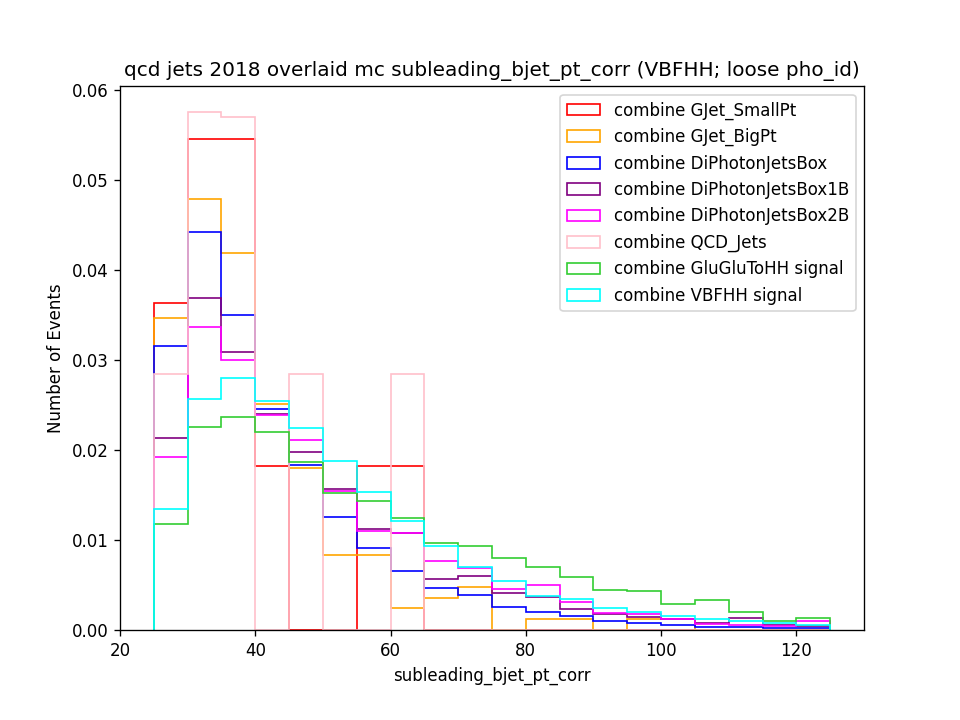 qcd jets 2018 overlaid mc subleading_bjet_pt_corr (VBFHH; loose pho_id)
0.06
0.05
0.04
0.03
0.02
0.01
0.00
Number of Events
combine GJet_SmallPt
combine GJet_BigPt
combine DiPhotonJetsBox
combine DiPhotonJetsBox1B
combine DiPhotonJetsBox2B
combine QCD_Jets
combine GluGluToHH signal
combine VBFHH signal
20 40 60 80 100 120
subleading_bjet_pt_corr